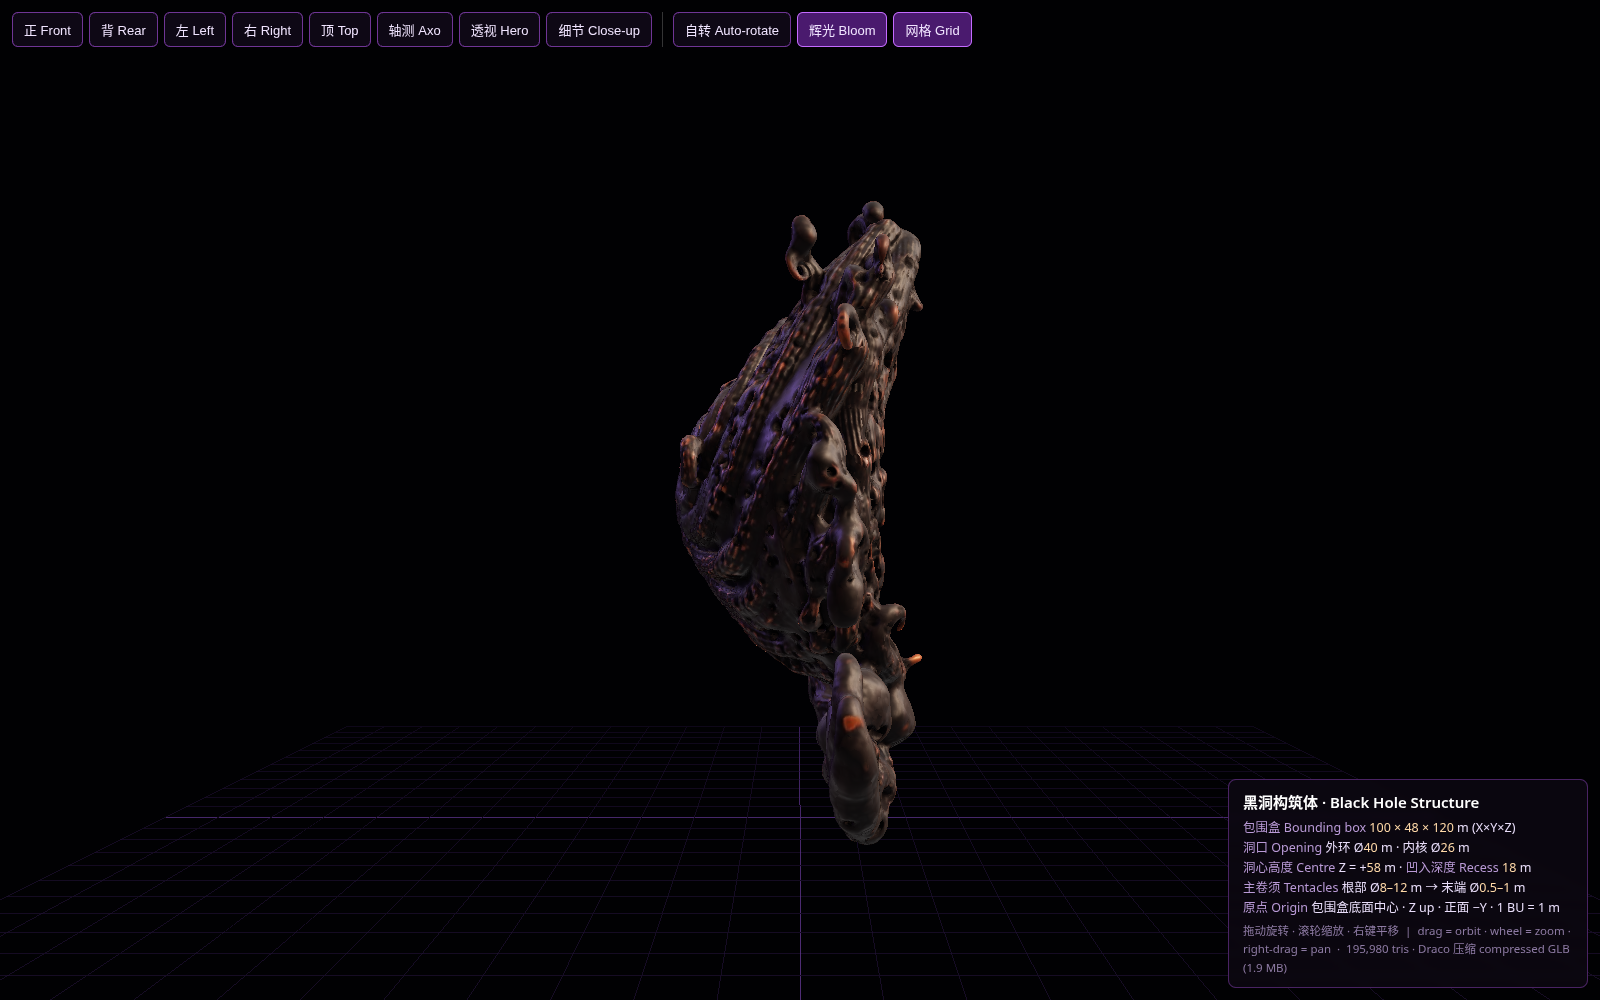 正 Front 背 Rear 左 Left 右 Right 顶 Top 轴测 Axo 透视 Hero 细节 Close-up 自转 Auto-rotate 辉光 Bloom 网格 Grid
黑洞构筑体 · Black Hole Structure
包围盒 Bounding box 100 × 48 × 120 m (X×Y×Z)
洞口 Opening 外环 Ø40 m · 内核 Ø26 m
洞心高度 Centre Z = +58 m · 凹入深度 Recess 18 m
主卷须 Tentacles 根部 Ø8–12 m → 末端 Ø0.5–1 m
原点 Origin 包围盒底面中心 · Z up · 正面 −Y · 1 BU = 1 m
拖动旋转 · 滚轮缩放 · 右键平移 | drag = orbit · wheel = zoom ·
right-drag = pan · 195,980 tris · Draco 压缩 compressed GLB
(1.9 MB)